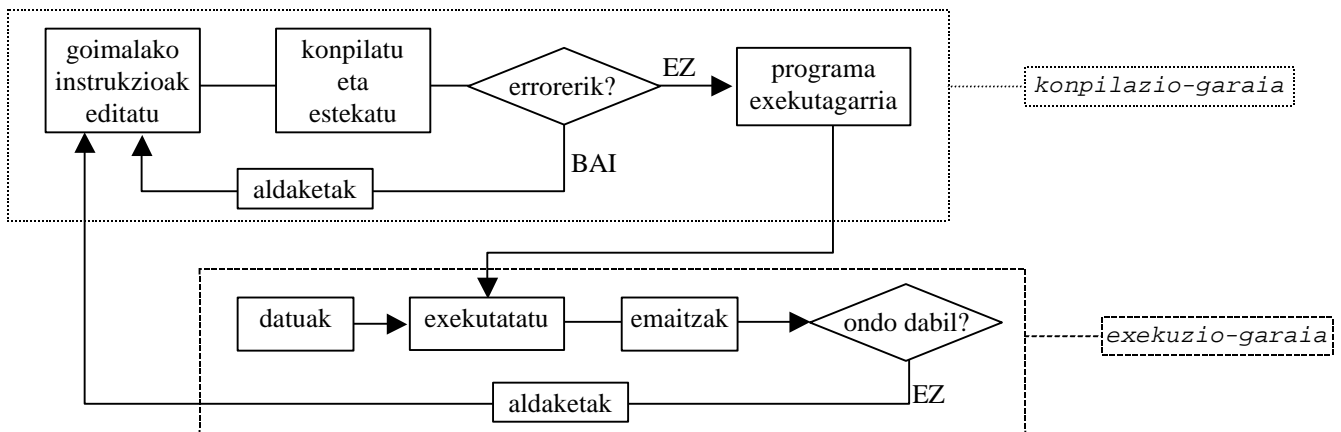 goimalako
instrukzioak
editatu
konpilatu
eta
estekatu
errorerik?
EZ
programa
exekutagarria
konpilazio-garaia
BAI
aldaketak
datuak
exekutatatu
emaitzak
ondo dabil?
exekuzio-garaia
EZ
aldaketak